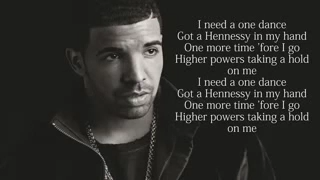 I need a one dance
Got a Hennessy in my hand
One more time 'fore I go
Higher powers taking a hold
on me
I need a one dance
Got a Hennessy in my hand
One more time 'fore I go
Higher powers taking a hold
on me